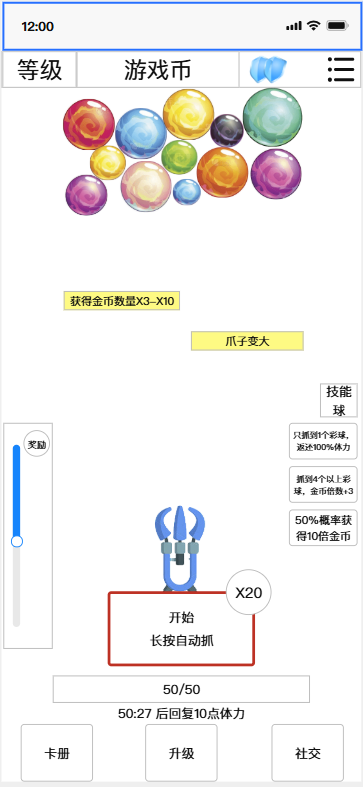 12:00
等级
游戏币
获得金币数量X3–X10
爪子变大
技能
球
奖励
只抓到1个彩球，
返还100%体力
抓到4个以上彩
球，金币倍数+3
50%概率获
得10倍金币
X20
开始
长按自动抓
50/50
50:27 后回复10点体力
卡册
升级
社交